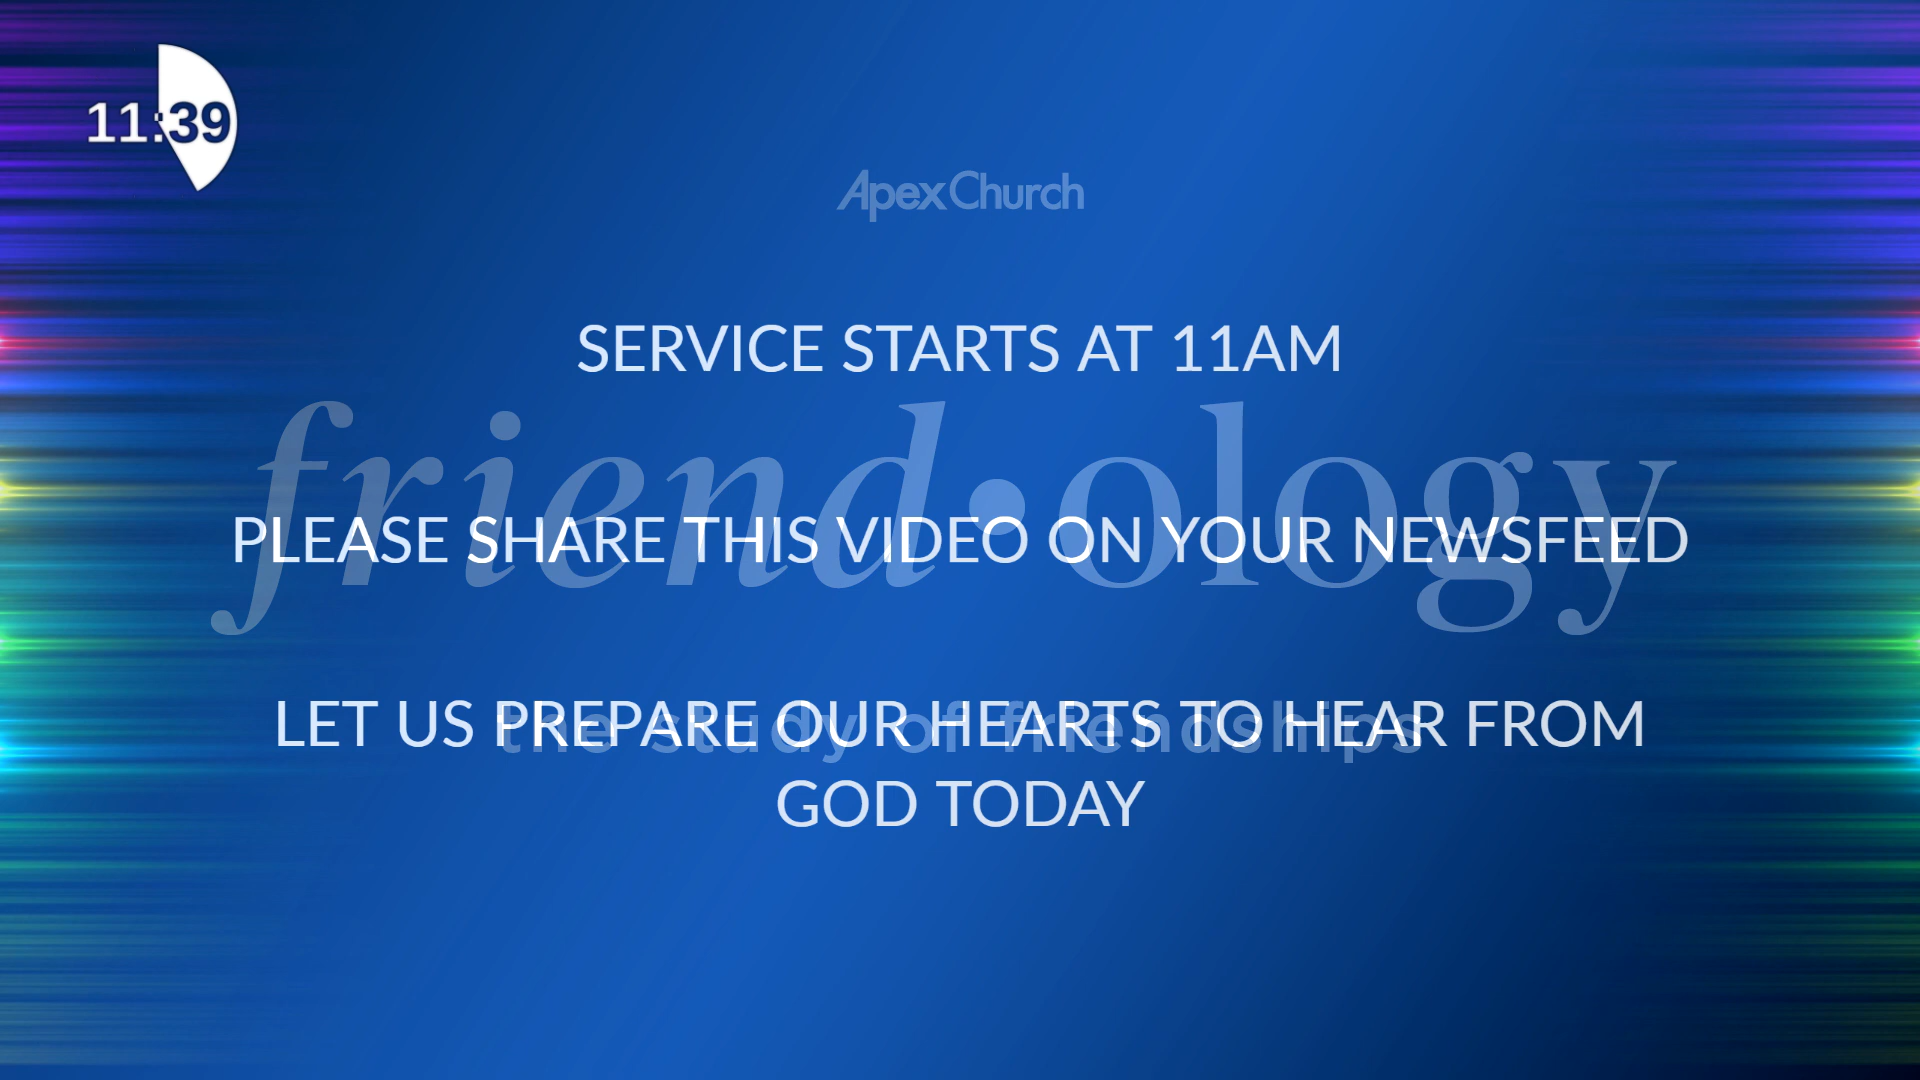 11:39
ApexChurch
SERVICE STARTS AT 11AM
friend•ology
PLEASE SHARE THIS VIDEO ON YOUR NEWSFEED
the study of friendships
LET US PREPARE OUR HEARTS TO HEAR FROM
GOD TODAY